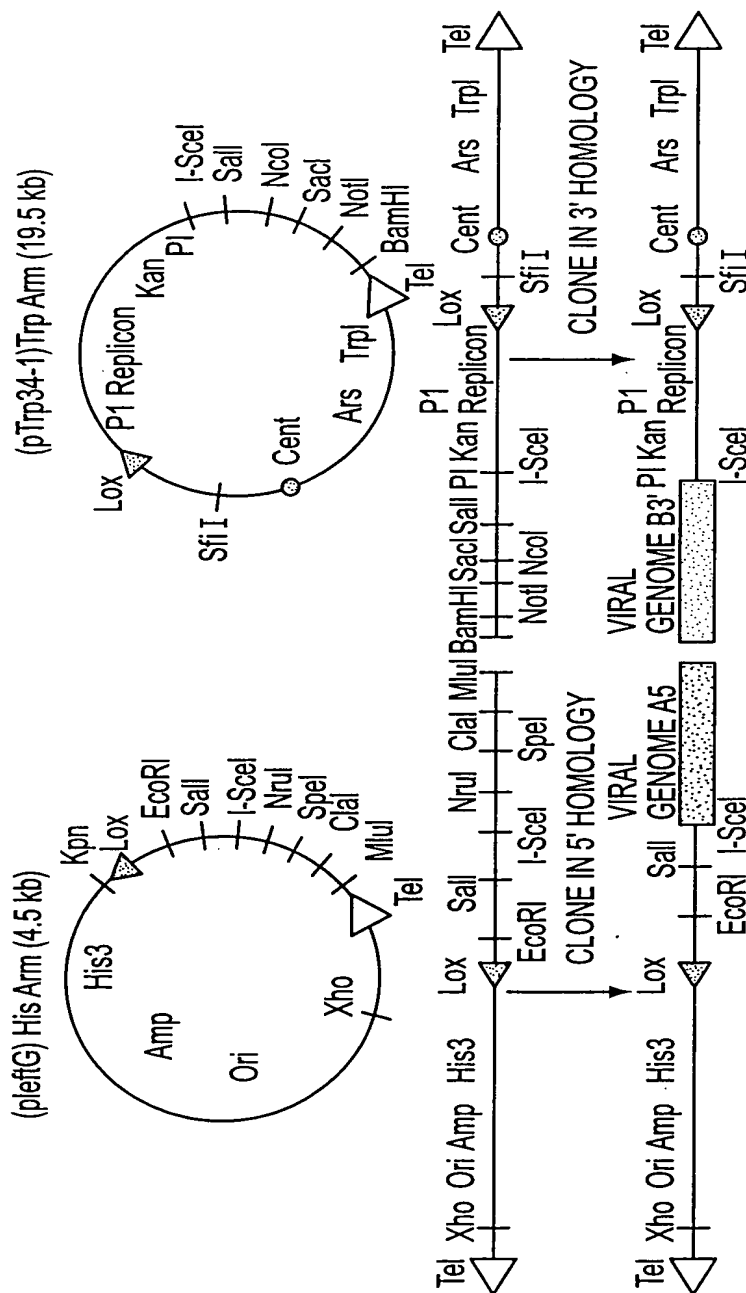 (pleftG) His Arm (4.5 kb)
Kpn
Lox
EcoRI
SalI
I-SceI
NruI
SpeI
ClaI
MluI
Tel
Xho
His3
Amp
Ori
(pTrp34-1)Trp Arm (19.5 kb)
Lox
P1 Replicon
Kan
PI
I-SceI
SalI
NcoI
SacI
NotI
BamHI
Tel
TrpI
Ars
Cent
Sfi I
Tel
Xho
Ori Amp His3
Lox
EcoRI
SalI
I-SceI
NruI
SpeI
ClaI MluI
BamHI SacI SalI PI Kan
NotI NcoI
I-SceI
P1
Replicon
Lox
Sfi I
Cent
Ars
TrpI
Tel
CLONE IN 5' HOMOLOGY
CLONE IN 3' HOMOLOGY
Tel
Xho
Ori Amp His3
Lox
EcoRI
SalI
I-SceI
VIRAL
GENOME A5
VIRAL
GENOME B3'
I-SceI
PI Kan
P1
Replicon
Lox
Sfi I
Cent
Ars
TrpI
Tel